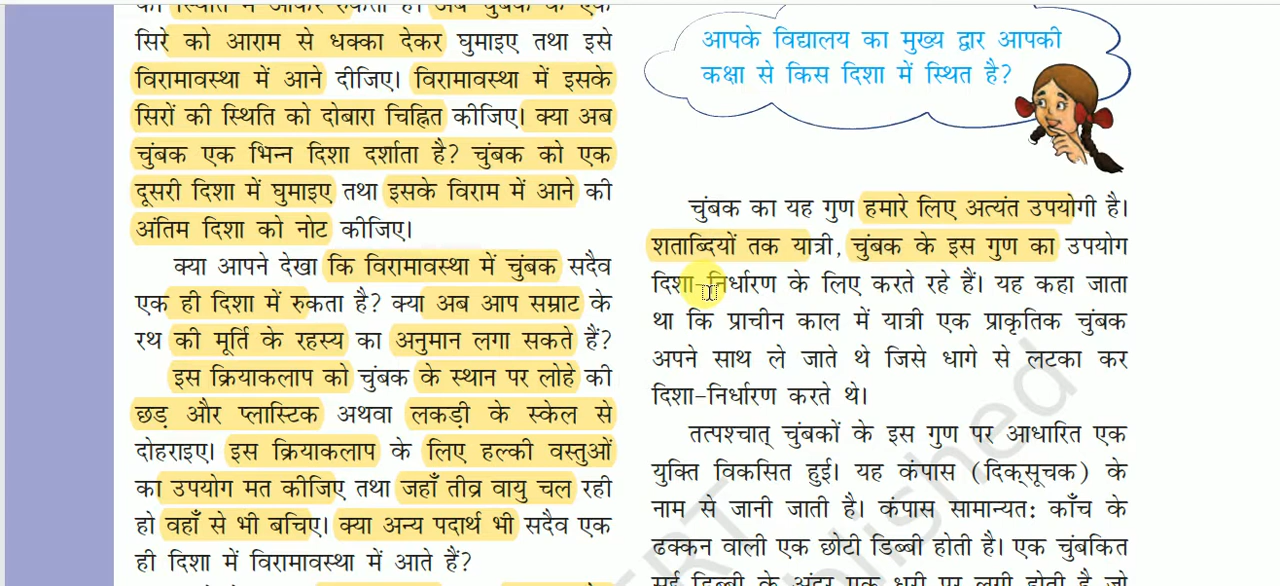 सिरे को आराम से धक्का देकर घुमाइए तथा इसे
विरामावस्था में आने दीजिए। विरामावस्था में इसके
सिरों की स्थिति को दोबारा चिह्नित कीजिए। क्या अब
चुंबक एक भिन्न दिशा दर्शाता है? चुंबक को एक
दूसरी दिशा में घुमाइए तथा इसके विराम में आने की
अंतिम दिशा को नोट कीजिए।
क्या आपने देखा कि विरामावस्था में चुंबक सदैव
एक ही दिशा में रुकता है? क्या अब आप सम्राट के
रथ की मूर्ति के रहस्य का अनुमान लगा सकते हैं?
इस क्रियाकलाप को चुंबक के स्थान पर लोहे की
छड़ और प्लास्टिक अथवा लकड़ी के स्केल से
दोहराइए। इस क्रियाकलाप के लिए हल्की वस्तुओं
का उपयोग मत कीजिए तथा जहाँ तीव्र वायु चल रही
हो वहाँ से भी बचिए। क्या अन्य पदार्थ भी सदैव एक
ही दिशा में विरामावस्था में आते हैं?
आपके विद्यालय का मुख्य द्वार आपकी
कक्षा से किस दिशा में स्थित है?
चुंबक का यह गुण हमारे लिए अत्यंत उपयोगी है।
शताब्दियों तक यात्री, चुंबक के इस गुण का उपयोग
दिशा-निर्धारण के लिए करते रहे हैं। यह कहा जाता
था कि प्राचीन काल में यात्री एक प्राकृतिक चुंबक
अपने साथ ले जाते थे जिसे धागे से लटका कर
दिशा-निर्धारण करते थे।
तत्पश्चात् चुंबकों के इस गुण पर आधारित एक
युक्ति विकसित हुई। यह कंपास (दिक्‌सूचक) के
नाम से जानी जाती है। कंपास सामान्यत: काँच के
ढक्कन वाली एक छोटी डिब्बी होती है। एक चुंबकित